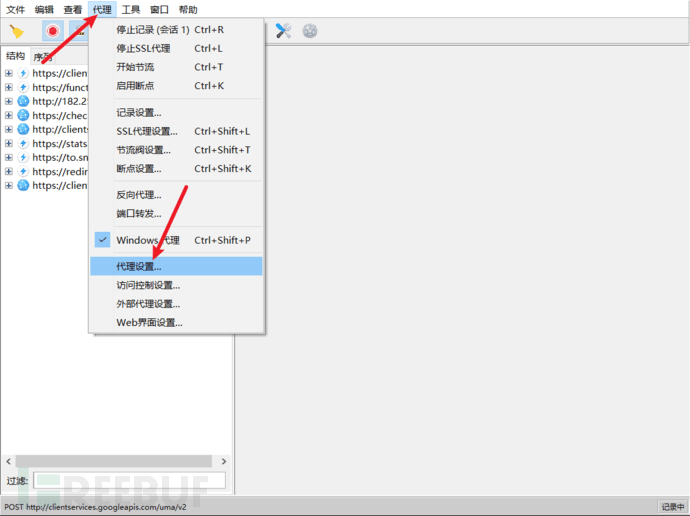 文件 编辑 查看 代理 工具 窗口 帮助
停止记录 (会话 1) Ctrl+R
停止SSL代理 Ctrl+L
开始节流 Ctrl+T
启用断点 Ctrl+K
记录设置...
SSL代理设置... Ctrl+Shift+L
节流阀设置... Ctrl+Shift+T
断点设置... Ctrl+Shift+K
反向代理...
端口转发...
Windows 代理 Ctrl+Shift+P
代理设置...
访问控制设置...
外部代理设置...
Web界面设置...
结构 序列
https://clien
https://funct
http://182.2
https://chec
http://clients
https://stats
https://to.sn
https://redir
https://clien
过滤:
REEBUF
POST http://clientservices.googleapis.com/uma/v2
记录中